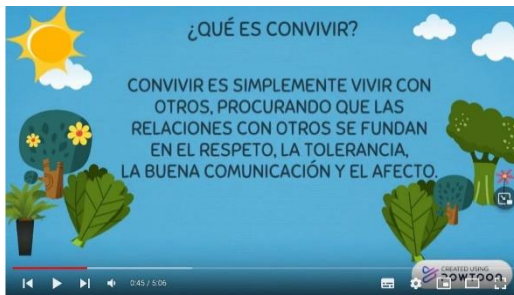 ¿QUÉ ES CONVIVIR?
CONVIVIR ES SIMPLEMENTE VIVIR CON
OTROS, PROCURANDO QUE LAS
RELACIONES CON OTROS SE FUNDAN
EN EL RESPETO, LA TOLERANCIA,
LA BUENA COMUNICACIÓN Y EL AFECTO.
CREATED USING
POWTOON
0:45 / 5:06